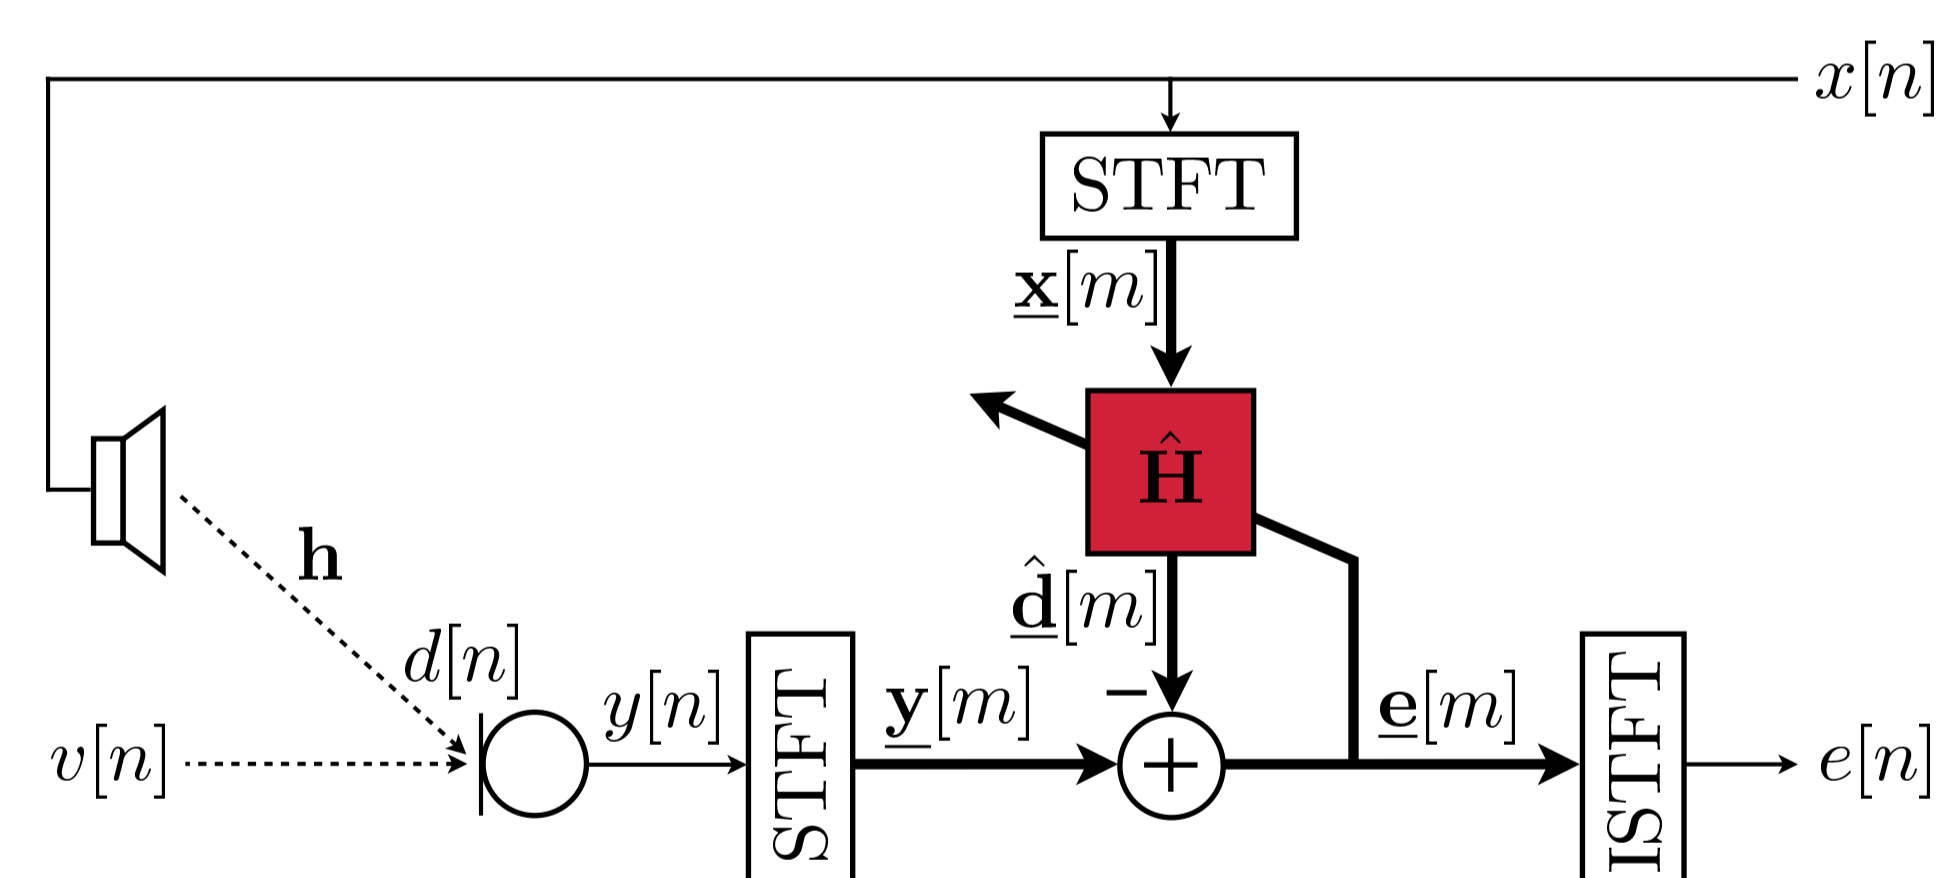 x[n]
STFT
x[m]
Ĥ
h
d̂[m]
d[n]
−
y[n]
y[m]
e[m]
v[n]
STFT
+
ISTFT
e[n]